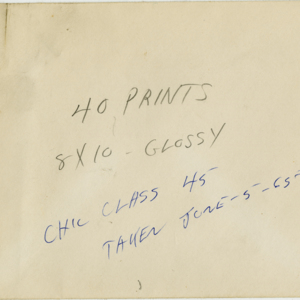 40 PRINTS
8X10 - GLOSSY
CHIC CLASS 45
TAKEN JUNE-5-65